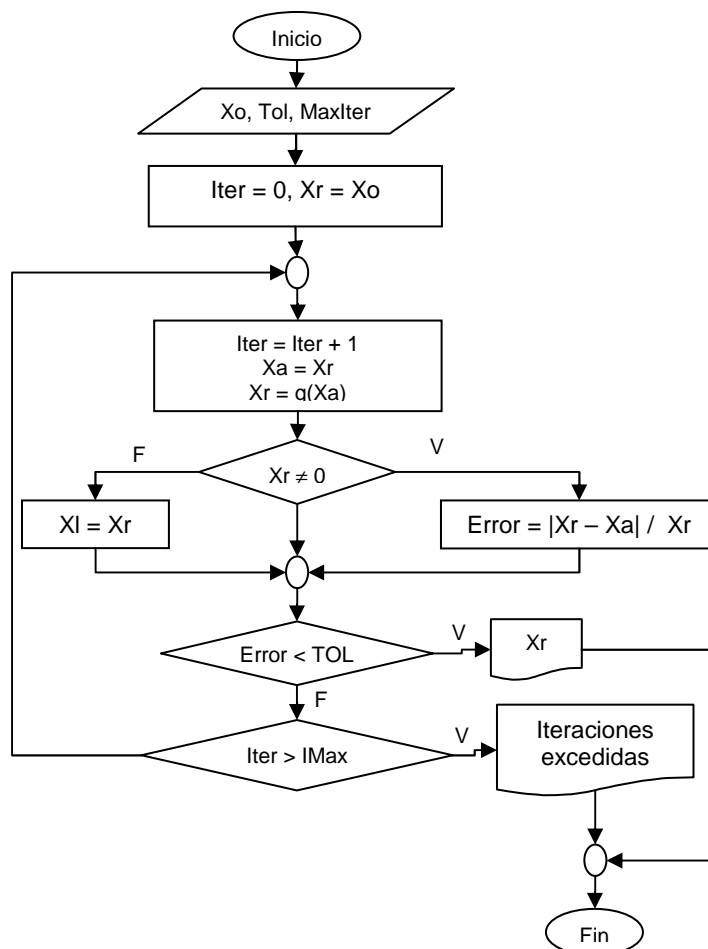 Inicio
Xo, Tol, MaxIter
Iter = 0, Xr = Xo
Iter = Iter + 1
Xa = Xr
Xr = g(Xa)
F
V
Xr ≠ 0
Xl = Xr
Error = |Xr – Xa| / Xr
Error < TOL
V
Xr
F
Iter > IMax
V
Iteraciones
excedidas
Fin